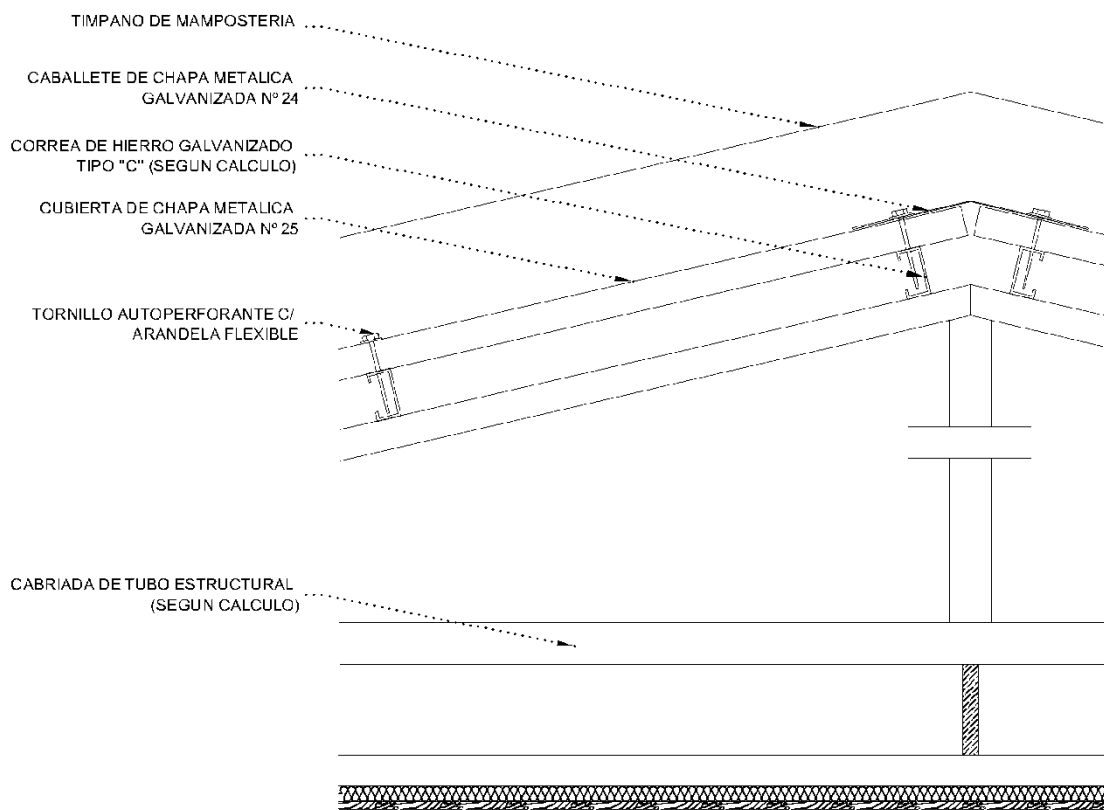 TIMPANO DE MAMPOSTERIA
CABALLETE DE CHAPA METALICA
GALVANIZADA Nº 24
CORREA DE HIERRO GALVANIZADO
TIPO "C" (SEGUN CALCULO)
CUBIERTA DE CHAPA METALICA
GALVANIZADA Nº 25
TORNILLO AUTOPERFORANTE C/
ARANDELA FLEXIBLE
CABRIADA DE TUBO ESTRUCTURAL
(SEGUN CALCULO)